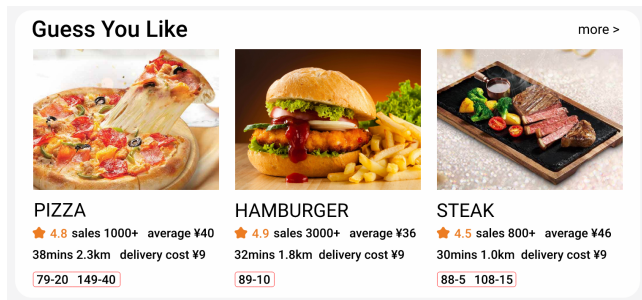 Guess You Like
more >
PIZZA
4.8 sales 1000+ average ¥40
38mins 2.3km delivery cost ¥9
79-20 149-40
HAMBURGER
4.9 sales 3000+ average ¥36
32mins 1.8km delivery cost ¥9
89-10
STEAK
4.5 sales 800+ average ¥46
30mins 1.0km delivery cost ¥9
88-5 108-15